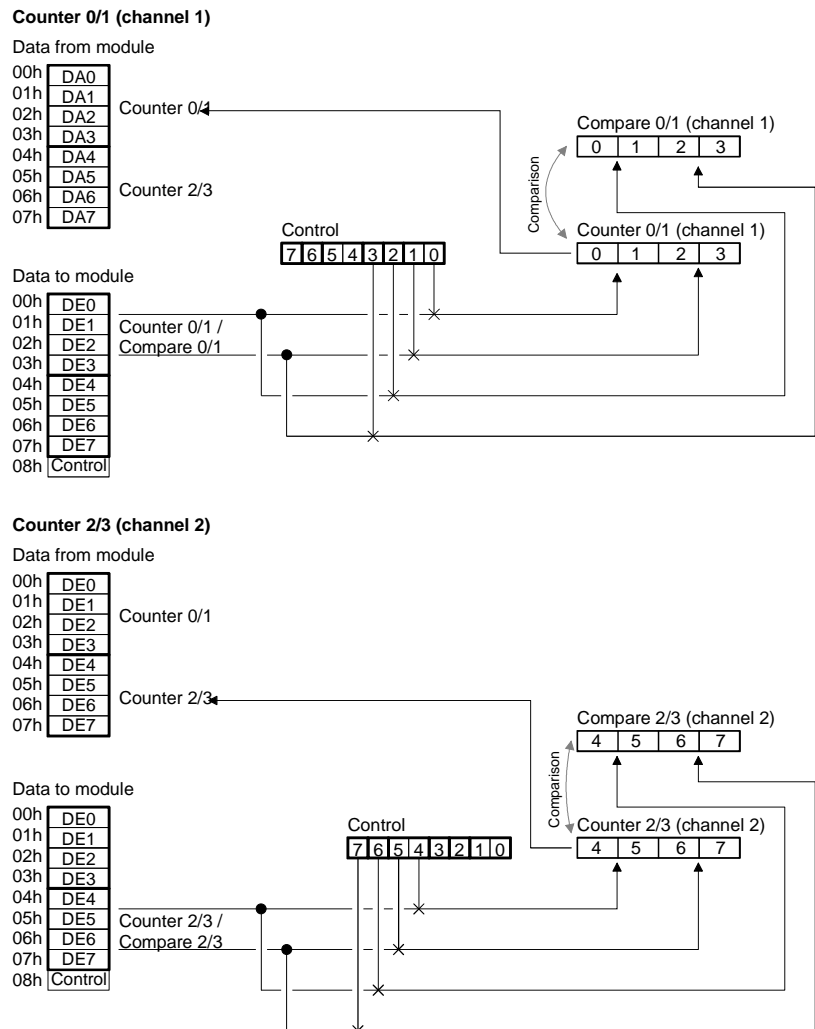 Counter 0/1 (channel 1)
Data from module
00h DA0
01h DA1
02h DA2 Counter 0/1
03h DA3
04h DA4
05h DA5
06h DA6 Counter 2/3
07h DA7
Compare 0/1 (channel 1)
0 1 2 3
Comparison
Counter 0/1 (channel 1)
0 1 2 3
Control
7 6 5 4 3 2 1 0
Data to module
00h DE0
01h DE1 Counter 0/1 /
02h DE2 Compare 0/1
03h DE3
04h DE4
05h DE5
06h DE6
07h DE7
08h Control
Counter 2/3 (channel 2)
Data from module
00h DE0
01h DE1
02h DE2 Counter 0/1
03h DE3
04h DE4
05h DE5
06h DE6 Counter 2/3
07h DE7
Compare 2/3 (channel 2)
4 5 6 7
Comparison
Counter 2/3 (channel 2)
4 5 6 7
Control
7 6 5 4 3 2 1 0
Data to module
00h DE0
01h DE1
02h DE2
03h DE3
04h DE4
05h DE5 Counter 2/3 /
06h DE6 Compare 2/3
07h DE7
08h Control